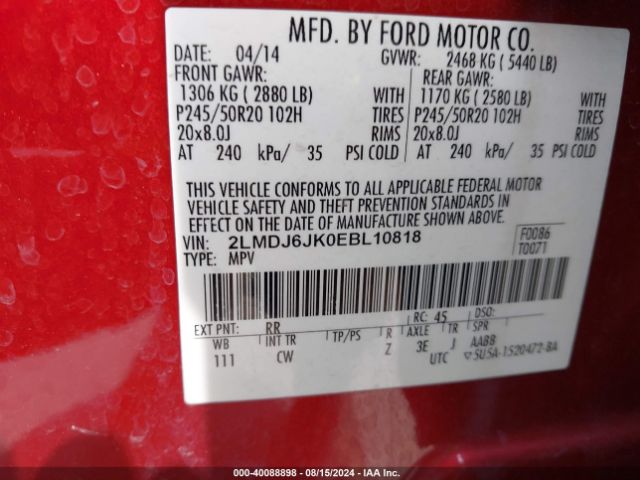 MFD. BY FORD MOTOR CO.
DATE: 04/14 GVWR: 2468 KG ( 5440 LB)
FRONT GAWR: REAR GAWR:
1306 KG ( 2880 LB) WITH 1170 KG ( 2580 LB) WITH
P245/50R20 102H TIRES P245/50R20 102H TIRES
20x8.0J RIMS 20x8.0J RIMS
AT 240 kPa/ 35 PSI COLD AT 240 kPa/ 35 PSI COLD
THIS VEHICLE CONFORMS TO ALL APPLICABLE FEDERAL MOTOR
VEHICLE SAFETY AND THEFT PREVENTION STANDARDS IN
EFFECT ON THE DATE OF MANUFACTURE SHOWN ABOVE.
VIN: 2LMDJ6JK0EBL10818 F0086
TYPE: MPV T0071
EXT PNT: RR RC: 45 DSO:
WB INT TR TP/PS R AXLE TR SPR
111 CW Z 3E J AABB
UTC 5U5A-1520472-BA
000-40088898 - 08/15/2024 - IAA Inc.